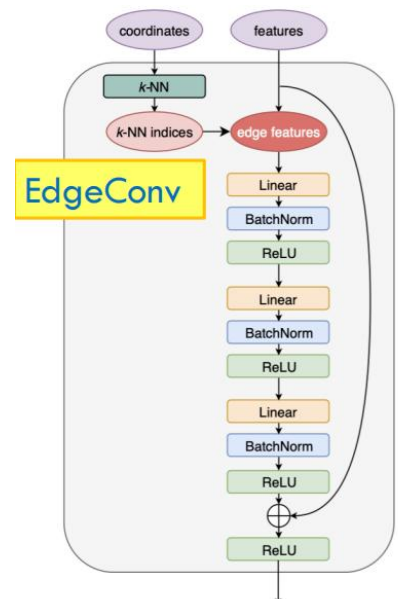 coordinates features
k-NN
k-NN indices edge features
EdgeConv
Linear
BatchNorm
ReLU
Linear
BatchNorm
ReLU
Linear
BatchNorm
ReLU
ReLU